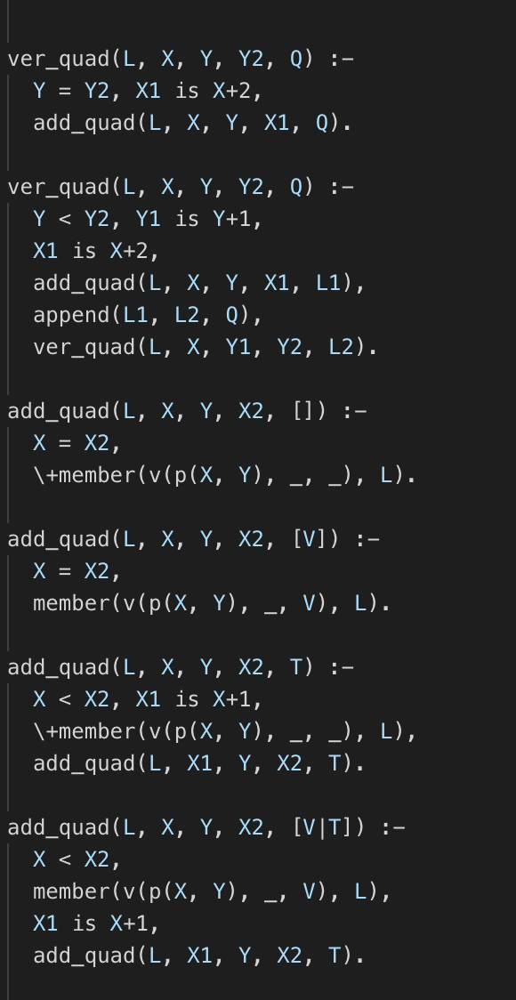 ver_quad(L, X, Y, Y2, Q) :-
  Y = Y2, X1 is X+2,
  add_quad(L, X, Y, X1, Q).

ver_quad(L, X, Y, Y2, Q) :-
  Y < Y2, Y1 is Y+1,
  X1 is X+2,
  add_quad(L, X, Y, X1, L1),
  append(L1, L2, Q),
  ver_quad(L, X, Y1, Y2, L2).

add_quad(L, X, Y, X2, []) :-
  X = X2,
  \+member(v(p(X, Y), _, _), L).

add_quad(L, X, Y, X2, [V]) :-
  X = X2,
  member(v(p(X, Y), _, V), L).

add_quad(L, X, Y, X2, T) :-
  X < X2, X1 is X+1,
  \+member(v(p(X, Y), _, _), L),
  add_quad(L, X1, Y, X2, T).

add_quad(L, X, Y, X2, [V|T]) :-
  X < X2,
  member(v(p(X, Y), _, V), L),
  X1 is X+1,
  add_quad(L, X1, Y, X2, T).